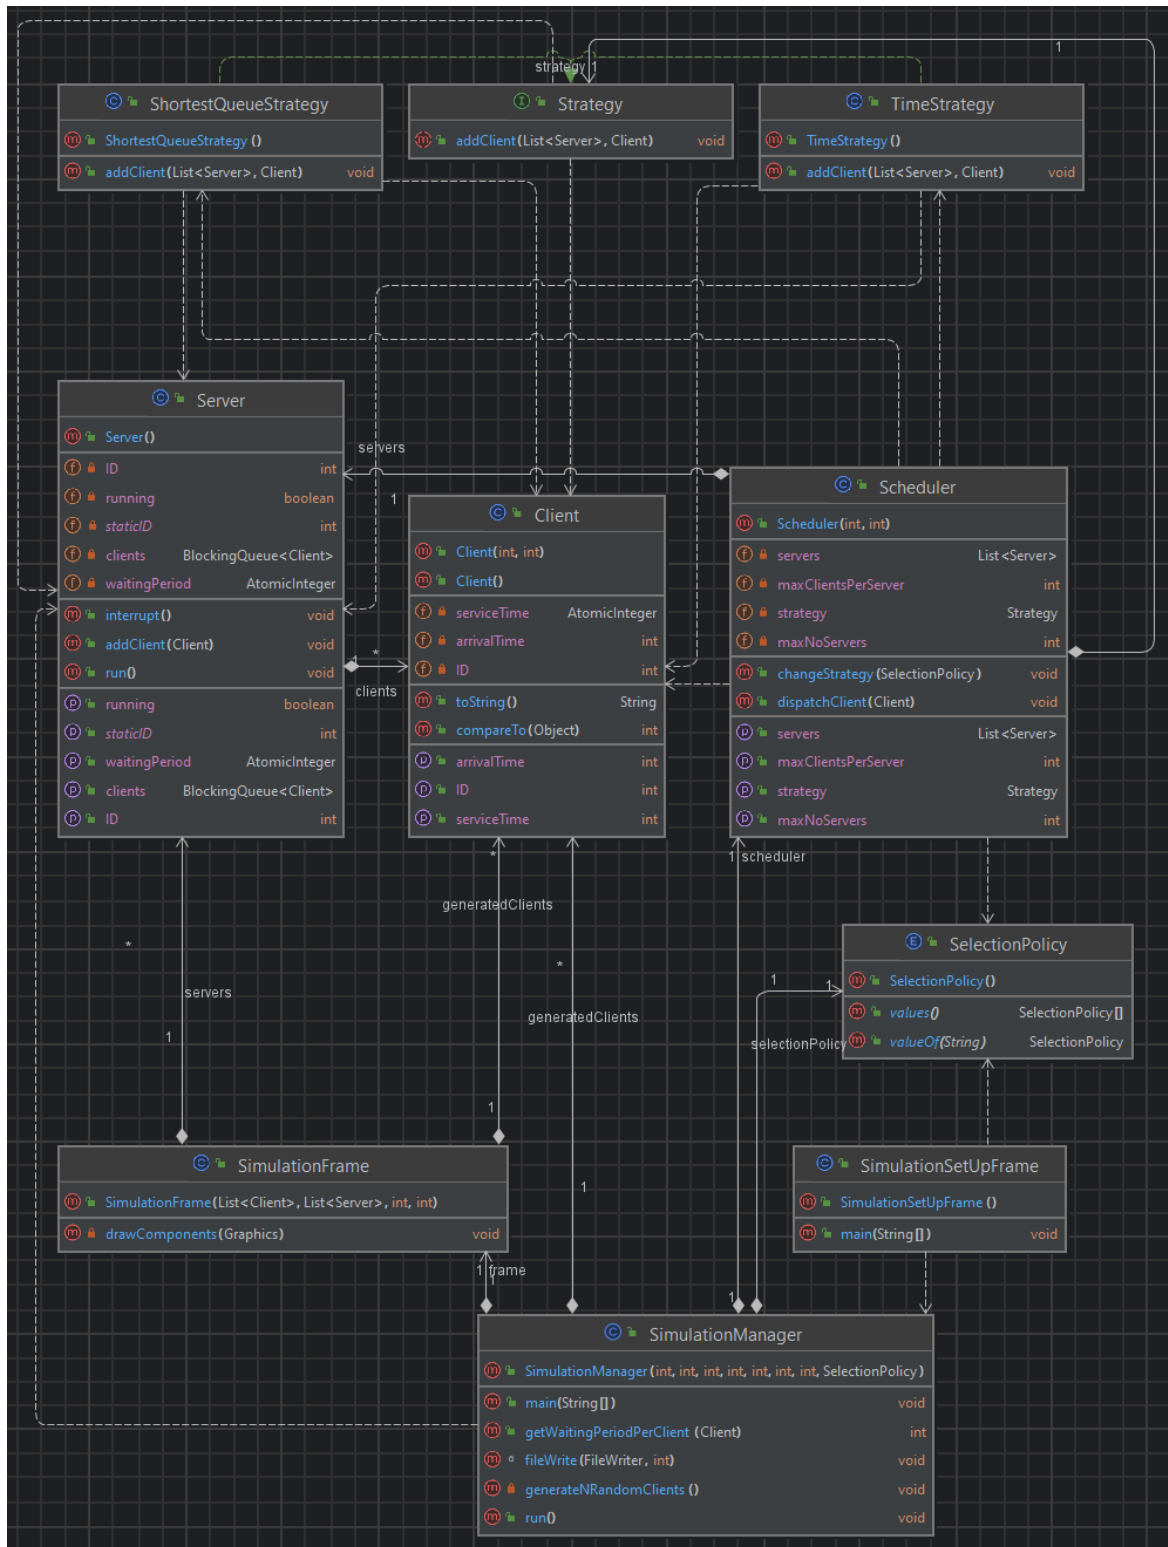 1
strategy 1
ShortestQueueStrategy
ShortestQueueStrategy()
addClient(List<Server>, Client) void
Strategy
addClient(List<Server>, Client) void
TimeStrategy
TimeStrategy()
addClient(List<Server>, Client) void
Server
Server()
ID int
running boolean
staticID int
clients BlockingQueue<Client>
waitingPeriod AtomicInteger
interrupt() void
addClient(Client) void
run() void
running boolean
staticID int
waitingPeriod AtomicInteger
clients BlockingQueue<Client>
ID int
servers
1
1 *
clients
Client
Client(int, int)
Client()
serviceTime AtomicInteger
arrivalTime int
ID int
toString() String
compareTo(Object) int
arrivalTime int
ID int
serviceTime int
Scheduler
Scheduler(int, int)
servers List<Server>
maxClientsPerServer int
strategy Strategy
maxNoServers int
changeStrategy(SelectionPolicy) void
dispatchClient(Client) void
servers List<Server>
maxClientsPerServer int
strategy Strategy
maxNoServers int
*
1 scheduler
generatedClients
*
*
servers
generatedClients
1
1
1
1
1
selectionPolicy
SelectionPolicy
SelectionPolicy()
values() SelectionPolicy[]
valueOf(String) SelectionPolicy
SimulationFrame
SimulationFrame(List<Client>, List<Server>, int, int)
drawComponents(Graphics) void
SimulationSetUpFrame
SimulationSetUpFrame()
main(String[]) void
1 frame
1
1
SimulationManager
SimulationManager(int, int, int, int, int, int, int, SelectionPolicy)
main(String[]) void
getWaitingPeriodPerClient(Client) int
fileWrite(FileWriter, int) void
generateNRandomClients() void
run() void